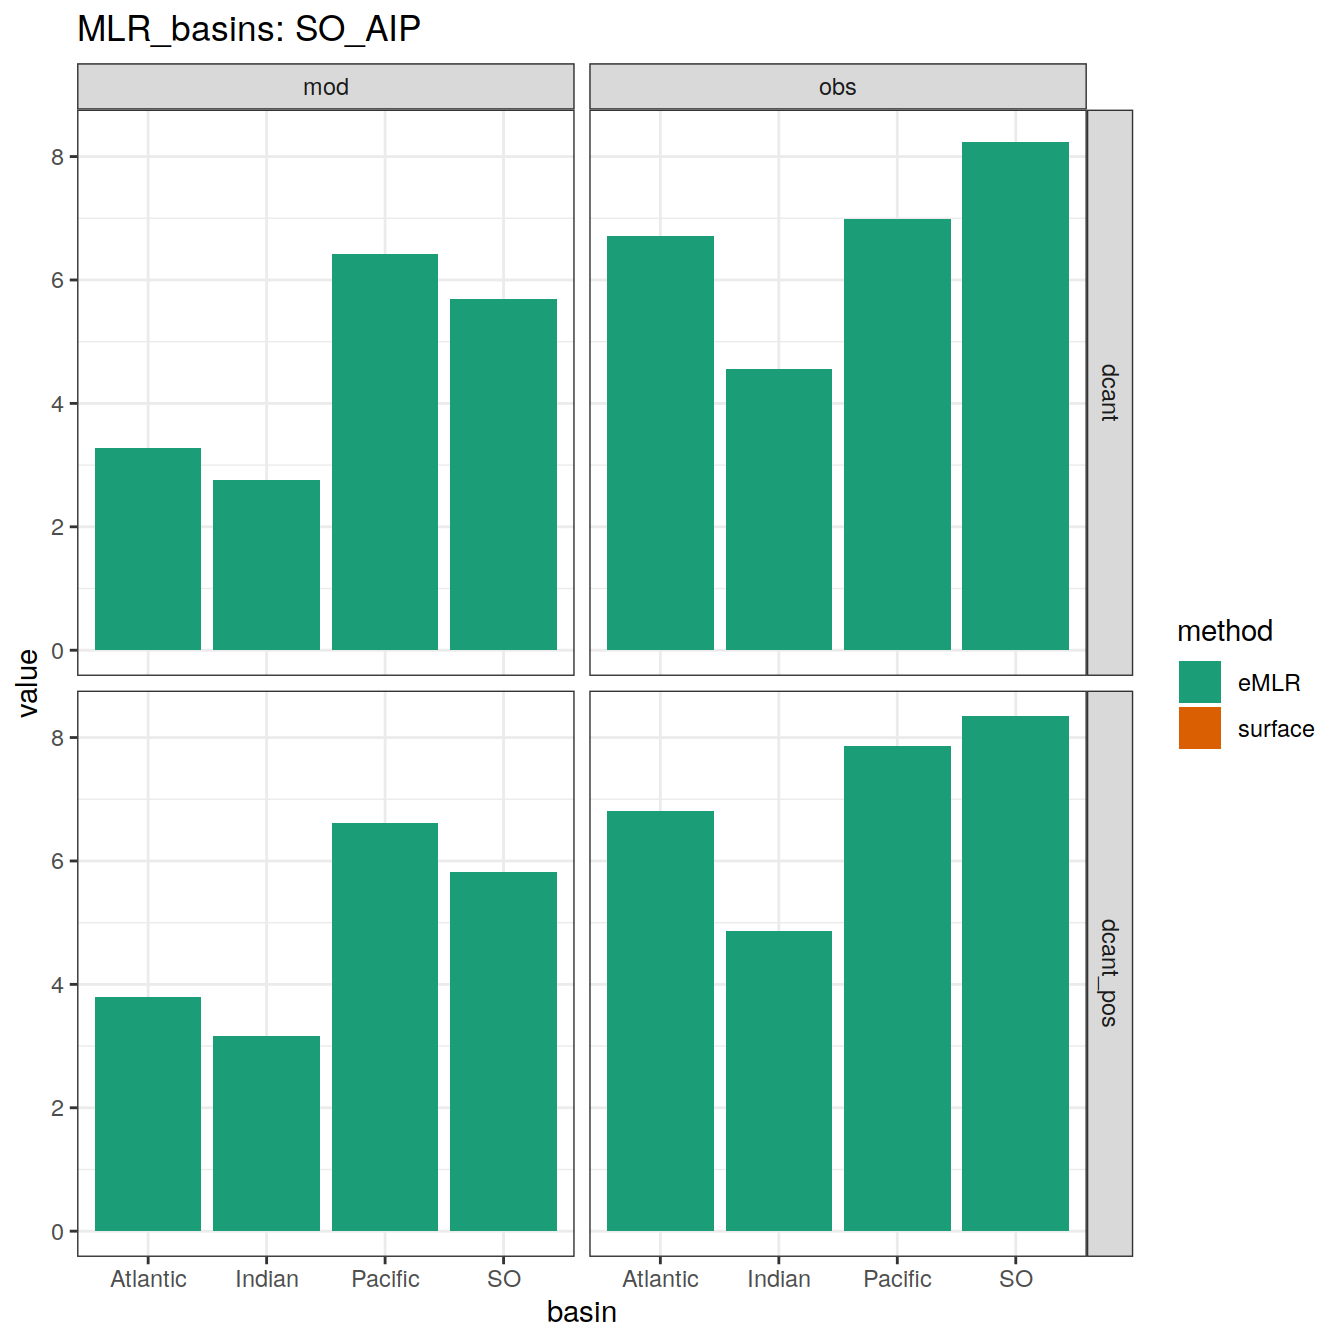 MLR_basins: SO_AIP
mod
obs
8
6
4
2
0
dcant
8
6
4
2
0
dcant_pos
value
Atlantic
Indian
Pacific
SO
Atlantic
Indian
Pacific
SO
basin
method
eMLR
surface